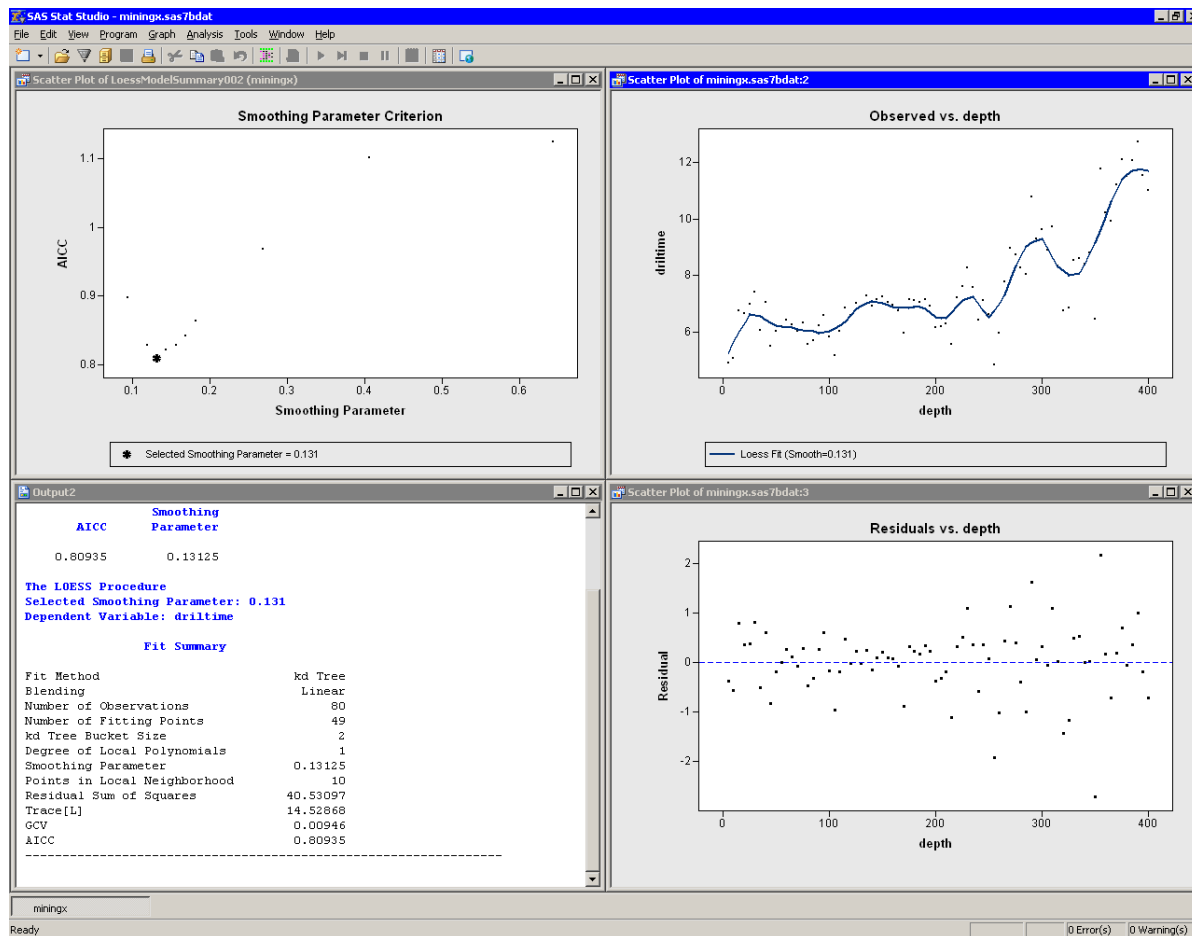 SAS Stat Studio - miningx.sas7bdat
File Edit View Program Graph Analysis Tools Window Help
Scatter Plot of LoessModelSummary002 (miningx)
Smoothing Parameter Criterion
AICC
1.1
1
0.9
0.8
0.1 0.2 0.3 0.4 0.5 0.6
Smoothing Parameter
Selected Smoothing Parameter = 0.131
Scatter Plot of miningx.sas7bdat:2
Observed vs. depth
driltime
12
10
8
6
0 100 200 300 400
depth
Loess Fit (Smooth=0.131)
Output2
Smoothing
AICC Parameter
0.80935 0.13125
The LOESS Procedure
Selected Smoothing Parameter: 0.131
Dependent Variable: driltime
Fit Summary
Fit Method kd Tree
Blending Linear
Number of Observations 80
Number of Fitting Points 49
kd Tree Bucket Size 2
Degree of Local Polynomials 1
Smoothing Parameter 0.13125
Points in Local Neighborhood 10
Residual Sum of Squares 40.53097
Trace[L] 14.52868
GCV 0.00946
AICC 0.80935
Scatter Plot of miningx.sas7bdat:3
Residuals vs. depth
Residual
2
1
0
-1
-2
0 100 200 300 400
depth
miningx
Ready
0 Error(s) 0 Warning(s)